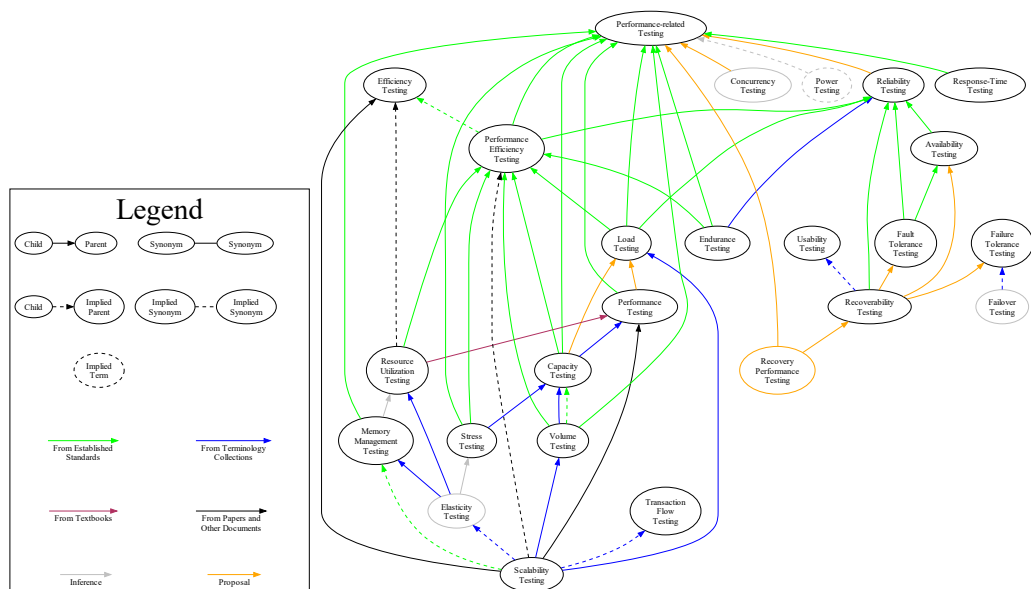 Performance-related
Testing
Efficiency
Testing
Concurrency
Testing
Power
Testing
Reliability
Testing
Response-Time
Testing
Performance
Efficiency
Testing
Availability
Testing
Load
Testing
Endurance
Testing
Usability
Testing
Fault
Tolerance
Testing
Failure
Tolerance
Testing
Performance
Testing
Recoverability
Testing
Failover
Testing
Resource
Utilization
Testing
Capacity
Testing
Recovery
Performance
Testing
Memory
Management
Testing
Stress
Testing
Volume
Testing
Elasticity
Testing
Transaction
Flow
Testing
Scalability
Testing
Legend
Child
Parent
Synonym
Synonym
Child
Implied
Parent
Implied
Synonym
Implied
Synonym
Implied
Term
From Established
Standards
From Terminology
Collections
From Textbooks
From Papers and
Other Documents
Inference
Proposal